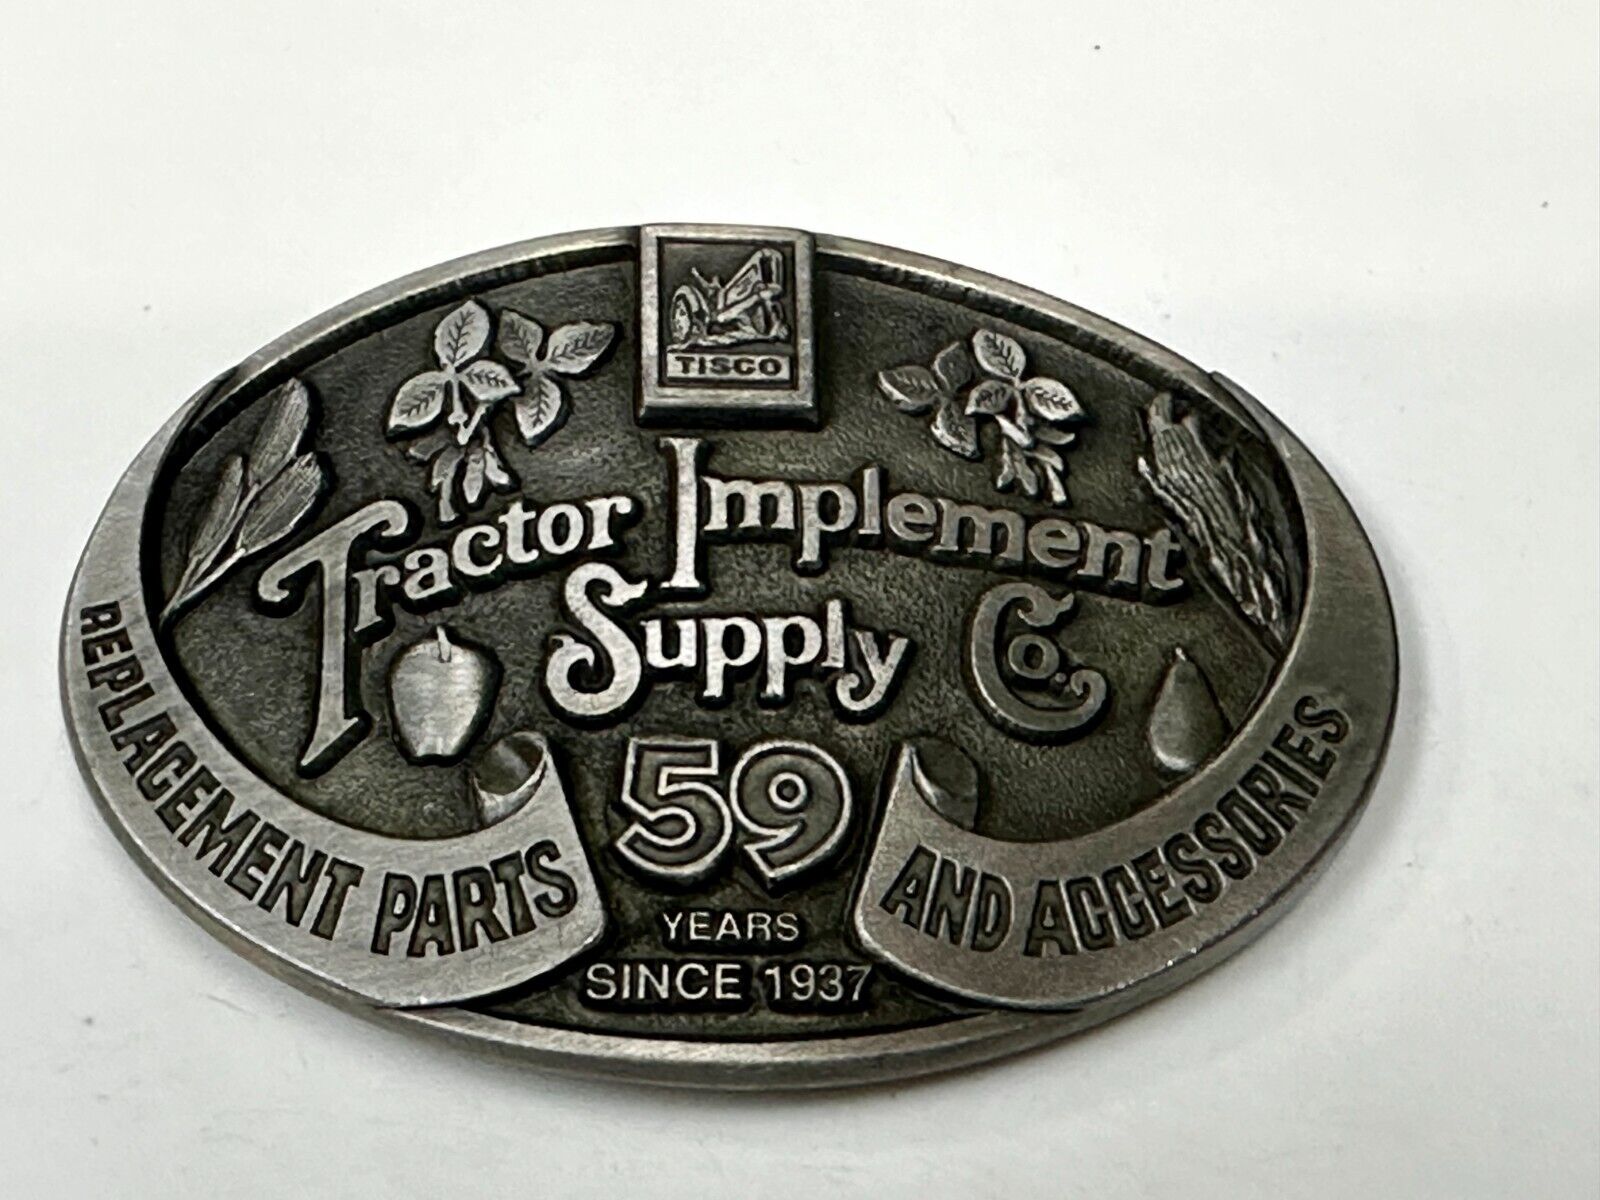 TISCO
Tractor Implement
Supply Co.
59
YEARS
SINCE 1937
REPLACEMENT PARTS
AND ACCESSORIES